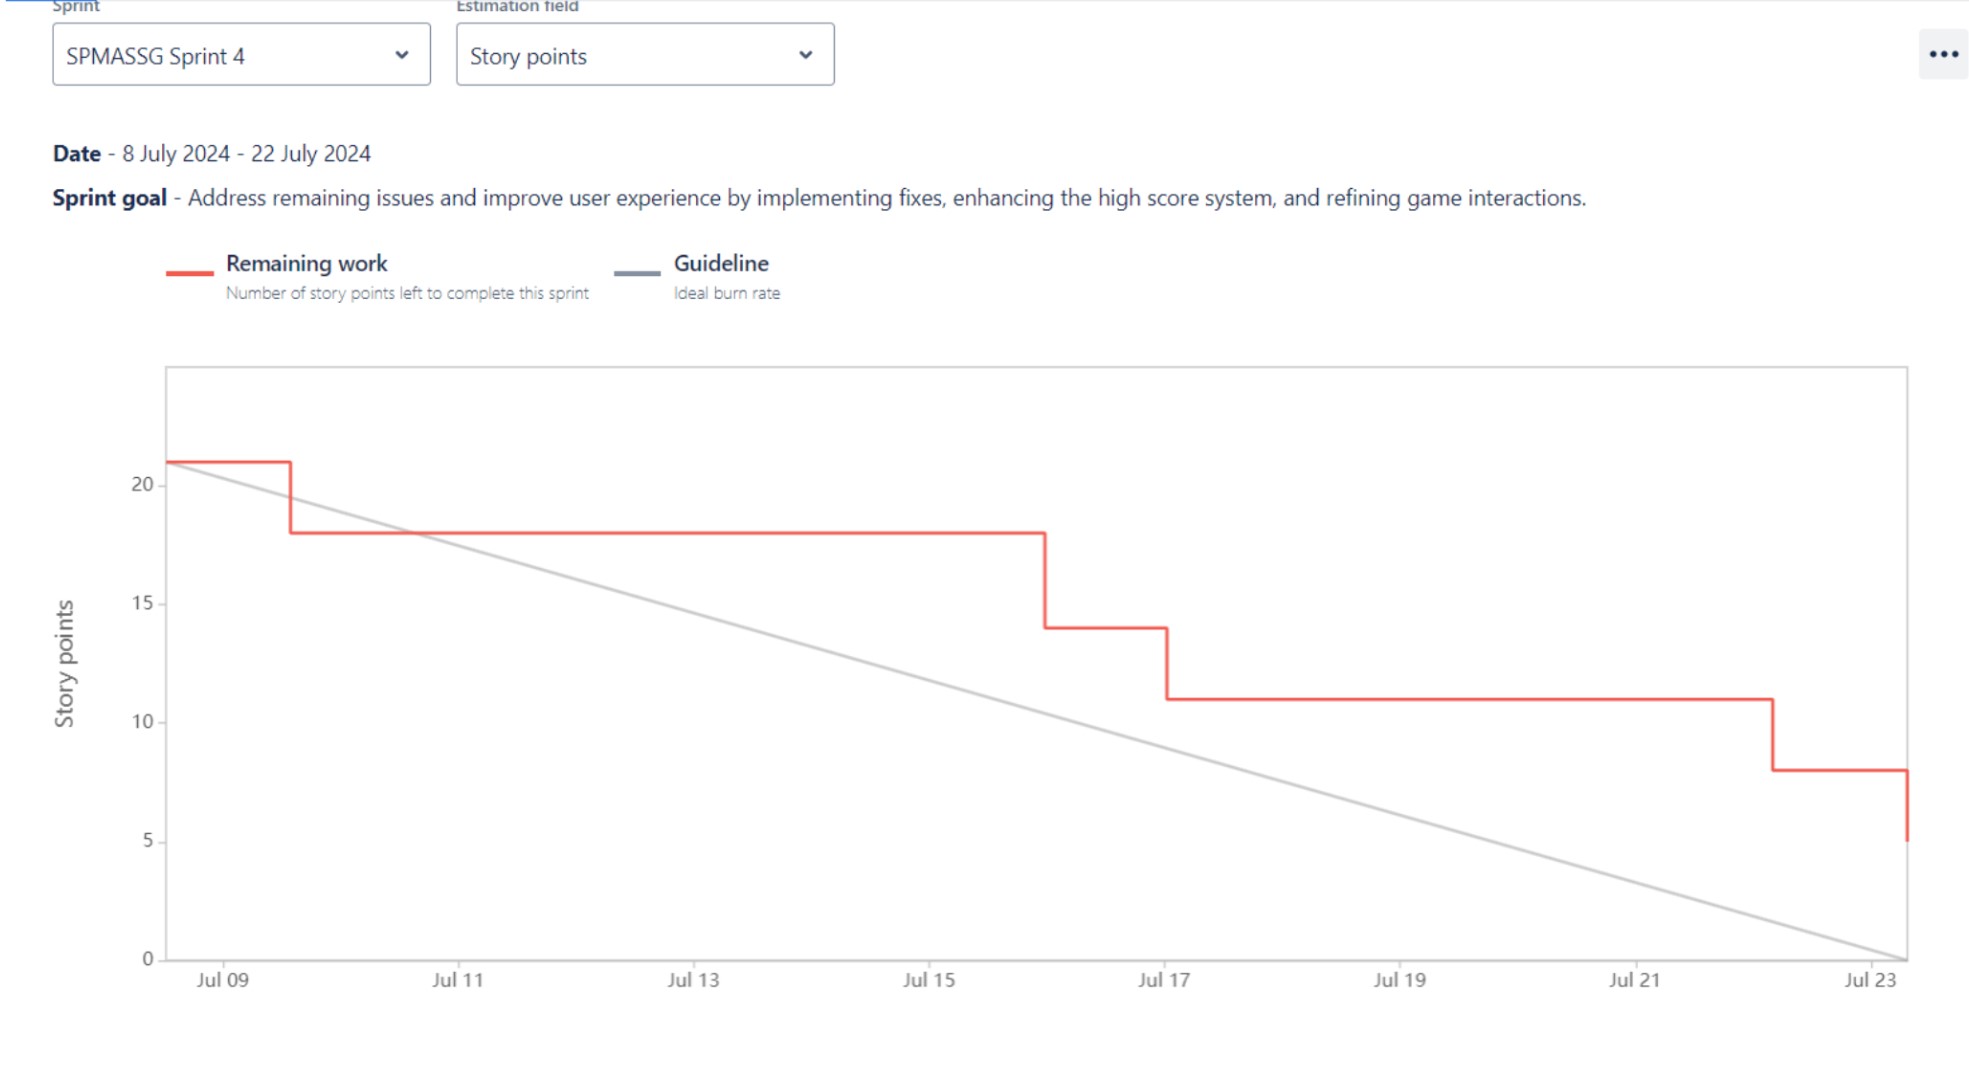 Sprint
Estimation field
SPMASSG Sprint 4
Story points
Date - 8 July 2024 - 22 July 2024
Sprint goal - Address remaining issues and improve user experience by implementing fixes, enhancing the high score system, and refining game interactions.
Remaining work
Number of story points left to complete this sprint
Guideline
Ideal burn rate
Story points
20
15
10
5
0
Jul 09
Jul 11
Jul 13
Jul 15
Jul 17
Jul 19
Jul 21
Jul 23